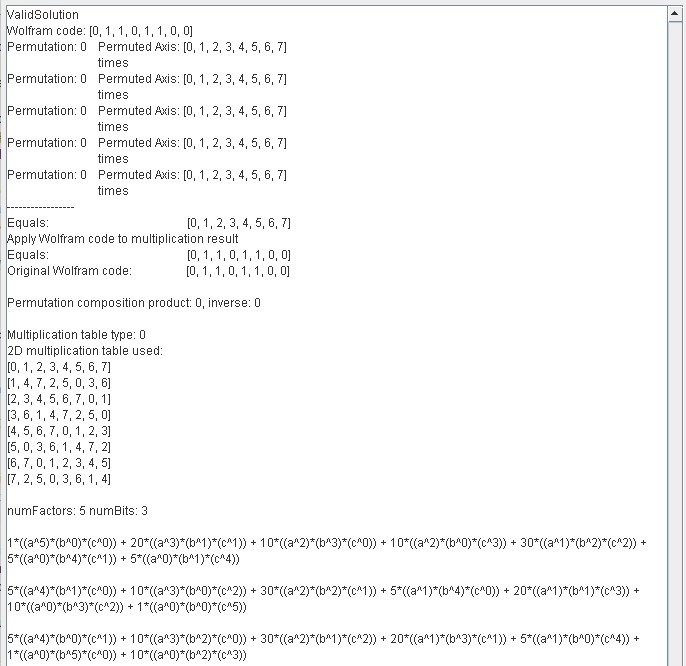 ValidSolution
Wolfram code: [0, 1, 1, 0, 1, 1, 0, 0]
Permutation: 0   Permuted Axis: [0, 1, 2, 3, 4, 5, 6, 7]
times
Permutation: 0   Permuted Axis: [0, 1, 2, 3, 4, 5, 6, 7]
times
Permutation: 0   Permuted Axis: [0, 1, 2, 3, 4, 5, 6, 7]
times
Permutation: 0   Permuted Axis: [0, 1, 2, 3, 4, 5, 6, 7]
times
Permutation: 0   Permuted Axis: [0, 1, 2, 3, 4, 5, 6, 7]
times
-----------------
Equals: [0, 1, 2, 3, 4, 5, 6, 7]
Apply Wolfram code to multiplication result
Equals: [0, 1, 1, 0, 1, 1, 0, 0]
Original Wolfram code: [0, 1, 1, 0, 1, 1, 0, 0]
Permutation composition product: 0, inverse: 0
Multiplication table type: 0
2D multiplication table used:
[0, 1, 2, 3, 4, 5, 6, 7]
[1, 4, 7, 2, 5, 0, 3, 6]
[2, 3, 4, 5, 6, 7, 0, 1]
[3, 6, 1, 4, 7, 2, 5, 0]
[4, 5, 6, 7, 0, 1, 2, 3]
[5, 0, 3, 6, 1, 4, 7, 2]
[6, 7, 0, 1, 2, 3, 4, 5]
[7, 2, 5, 0, 3, 6, 1, 4]
numFactors: 5 numBits: 3
1*((a^5)*(b^0)*(c^0)) + 20*((a^3)*(b^1)*(c^1)) + 10*((a^2)*(b^3)*(c^0)) + 10*((a^2)*(b^0)*(c^3)) + 30*((a^1)*(b^2)*(c^2)) +
5*((a^0)*(b^4)*(c^1)) + 5*((a^0)*(b^1)*(c^4))
5*((a^4)*(b^1)*(c^0)) + 10*((a^3)*(b^0)*(c^2)) + 30*((a^2)*(b^2)*(c^1)) + 5*((a^1)*(b^4)*(c^0)) + 20*((a^1)*(b^1)*(c^3)) +
10*((a^0)*(b^3)*(c^2)) + 1*((a^0)*(b^0)*(c^5))
5*((a^4)*(b^0)*(c^1)) + 10*((a^3)*(b^2)*(c^0)) + 30*((a^2)*(b^1)*(c^2)) + 20*((a^1)*(b^3)*(c^1)) + 5*((a^1)*(b^0)*(c^4)) +
1*((a^0)*(b^5)*(c^0)) + 10*((a^0)*(b^2)*(c^3))